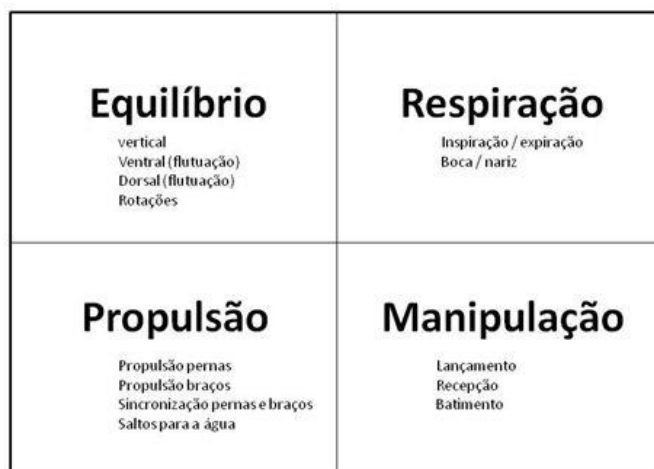 Equilíbrio
vertical
Ventral (flutuação)
Dorsal (flutuação)
Rotações
Respiração
Inspiração / expiração
Boca / nariz
Propulsão
Propulsão pernas
Propulsão braços
Sincronização pernas e braços
Saltos para a água
Manipulação
Lançamento
Recepção
Batimento